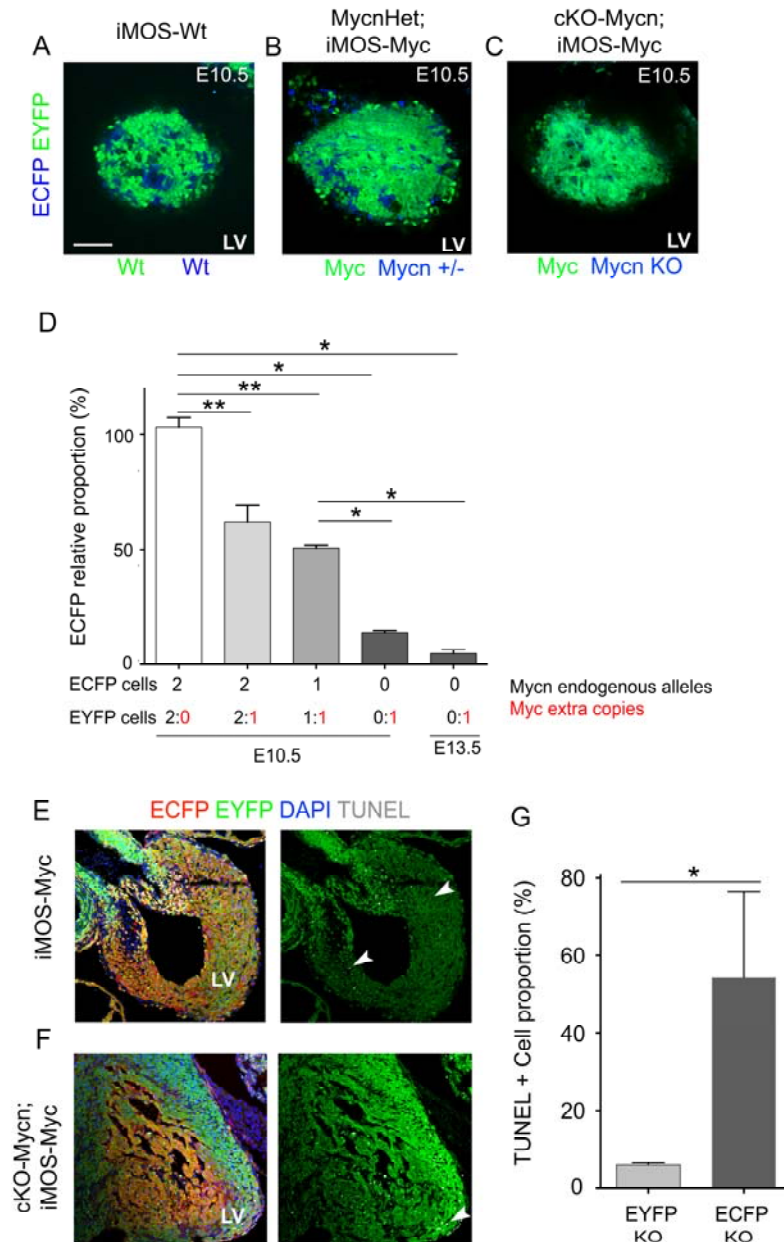 iMOS-Wt
MycnHet;
iMOS-Myc
cKO-Mycn;
iMOS-Myc
A
B
C
E10.5
E10.5
E10.5
ECFP EYFP
LV
LV
LV
Wt Wt
Myc Mycn +/-
Myc Mycn KO
D
*
*
**
**
*
*
ECFP relative proportion (%)
100
50
0
ECFP cells 2 2 1 0 0
Mycn endogenous alleles
EYFP cells 2:0 2:1 1:1 0:1 0:1
Myc extra copies
E10.5
E13.5
E
ECFP EYFP DAPI TUNEL
iMOS-Myc
LV
F
cKO-Mycn;
iMOS-Myc
LV
G
*
TUNEL + Cell proportion (%)
80
60
40
20
0
EYFP
KO
ECFP
KO